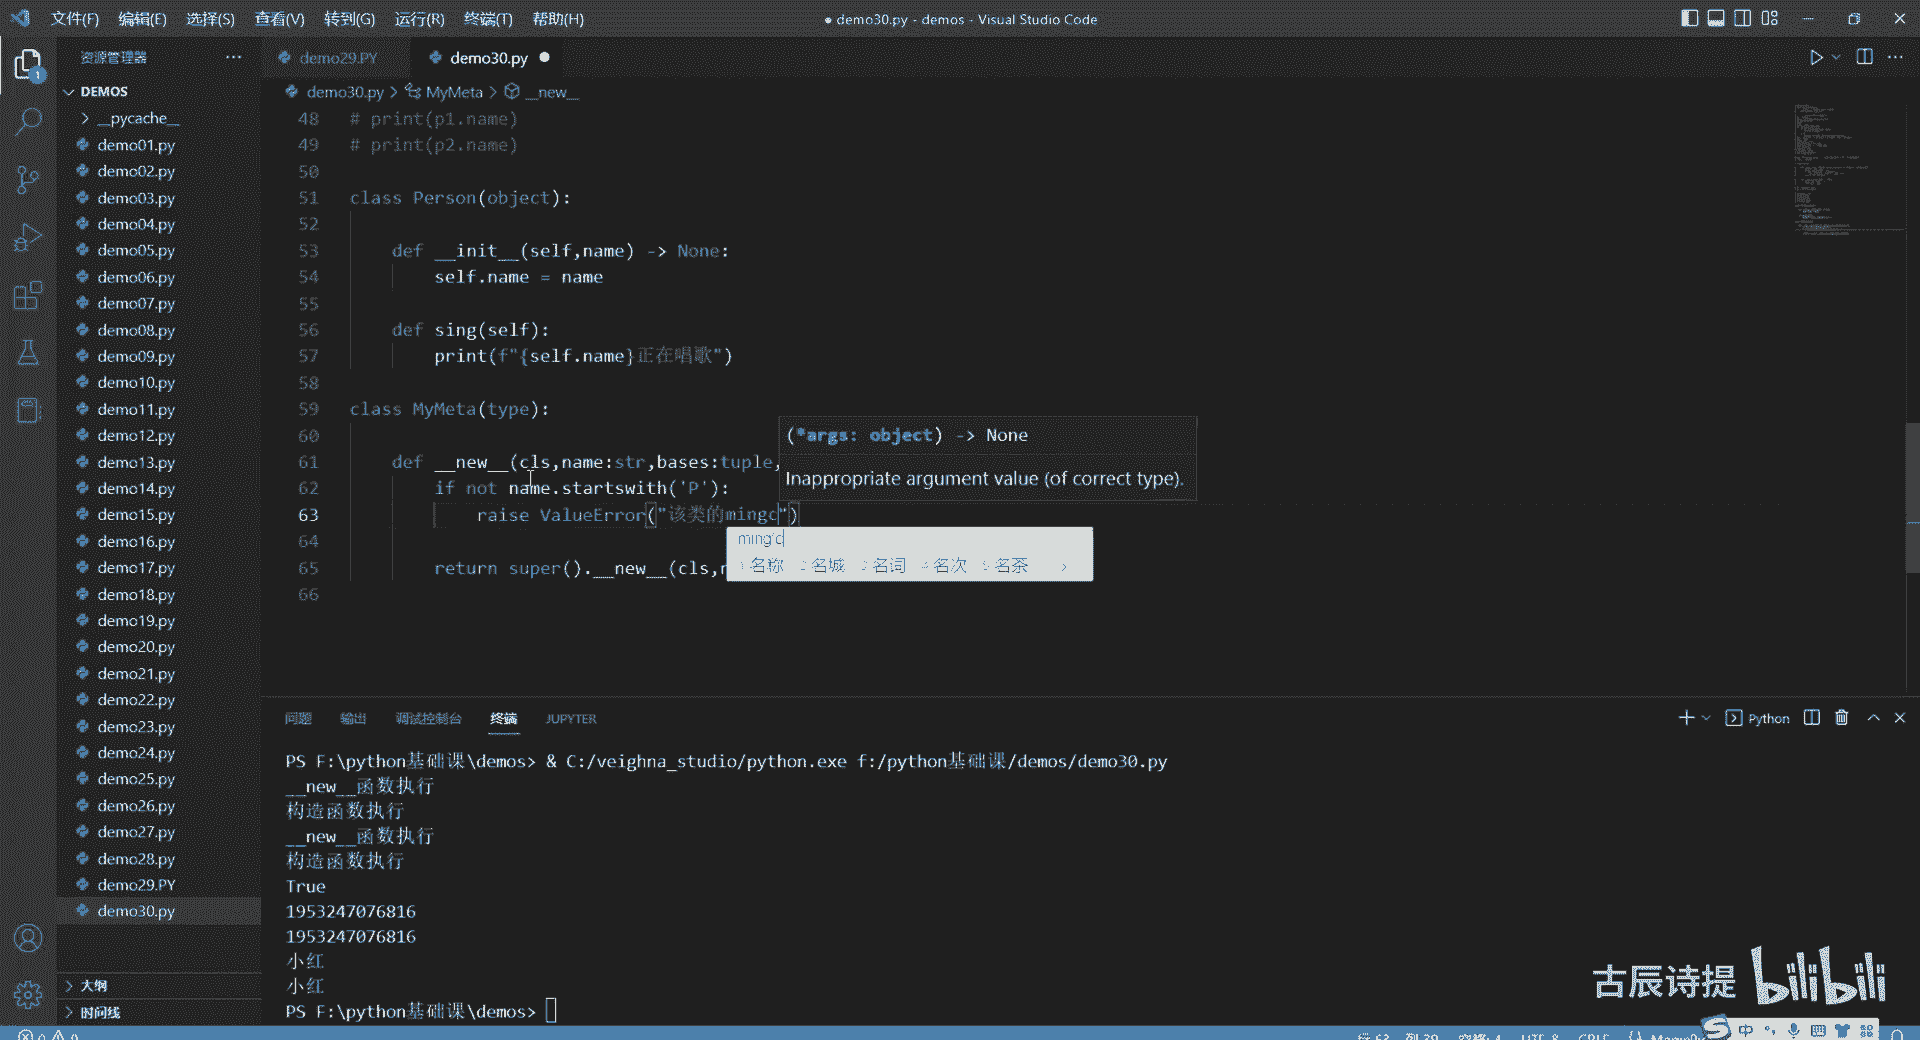 文件(F) 编辑(E) 选择(S) 查看(V) 转到(G) 运行(R) 终端(T) 帮助(H)
● demo30.py - demos - Visual Studio Code
资源管理器 ···
demo29.PY
demo30.py ●
DEMOS
demo30.py > MyMeta > __new__
__pycache__
demo01.py
demo02.py
demo03.py
demo04.py
demo05.py
demo06.py
demo07.py
demo08.py
demo09.py
demo10.py
demo11.py
demo12.py
demo13.py
demo14.py
demo15.py
demo16.py
demo17.py
demo18.py
demo19.py
demo20.py
demo21.py
demo22.py
demo23.py
demo24.py
demo25.py
demo26.py
demo27.py
demo28.py
demo29.PY
demo30.py
大纲
时间线
1
48 # print(p1.name)
49 # print(p2.name)
50
51 class Person(object):
52
53 def __init__(self,name) -> None:
54 self.name = name
55
56 def sing(self):
57 print(f"{self.name}正在唱歌")
58
59 class MyMeta(type):
60
61 def __new__(cls,name:str,bases:tuple,
62 if not name.startswith('P'):
63 raise ValueError("该类的mingc")
64
65 return super().__new__(cls,n
66
(*args: object) -> None
Inappropriate argument value (of correct type).
ming'c
1 名称 2 名城 3 名词 4 名次 5 名茶 >
问题 输出 调试控制台 终端 JUPYTER
Python
PS F:\python基础课\demos> & C:/veighna_studio/python.exe f:/python基础课/demos/demo30.py
__new__函数执行
构造函数执行
__new__函数执行
构造函数执行
True
1953247076816
1953247076816
小红
小红
PS F:\python基础课\demos>
古辰诗提 bilibili
中